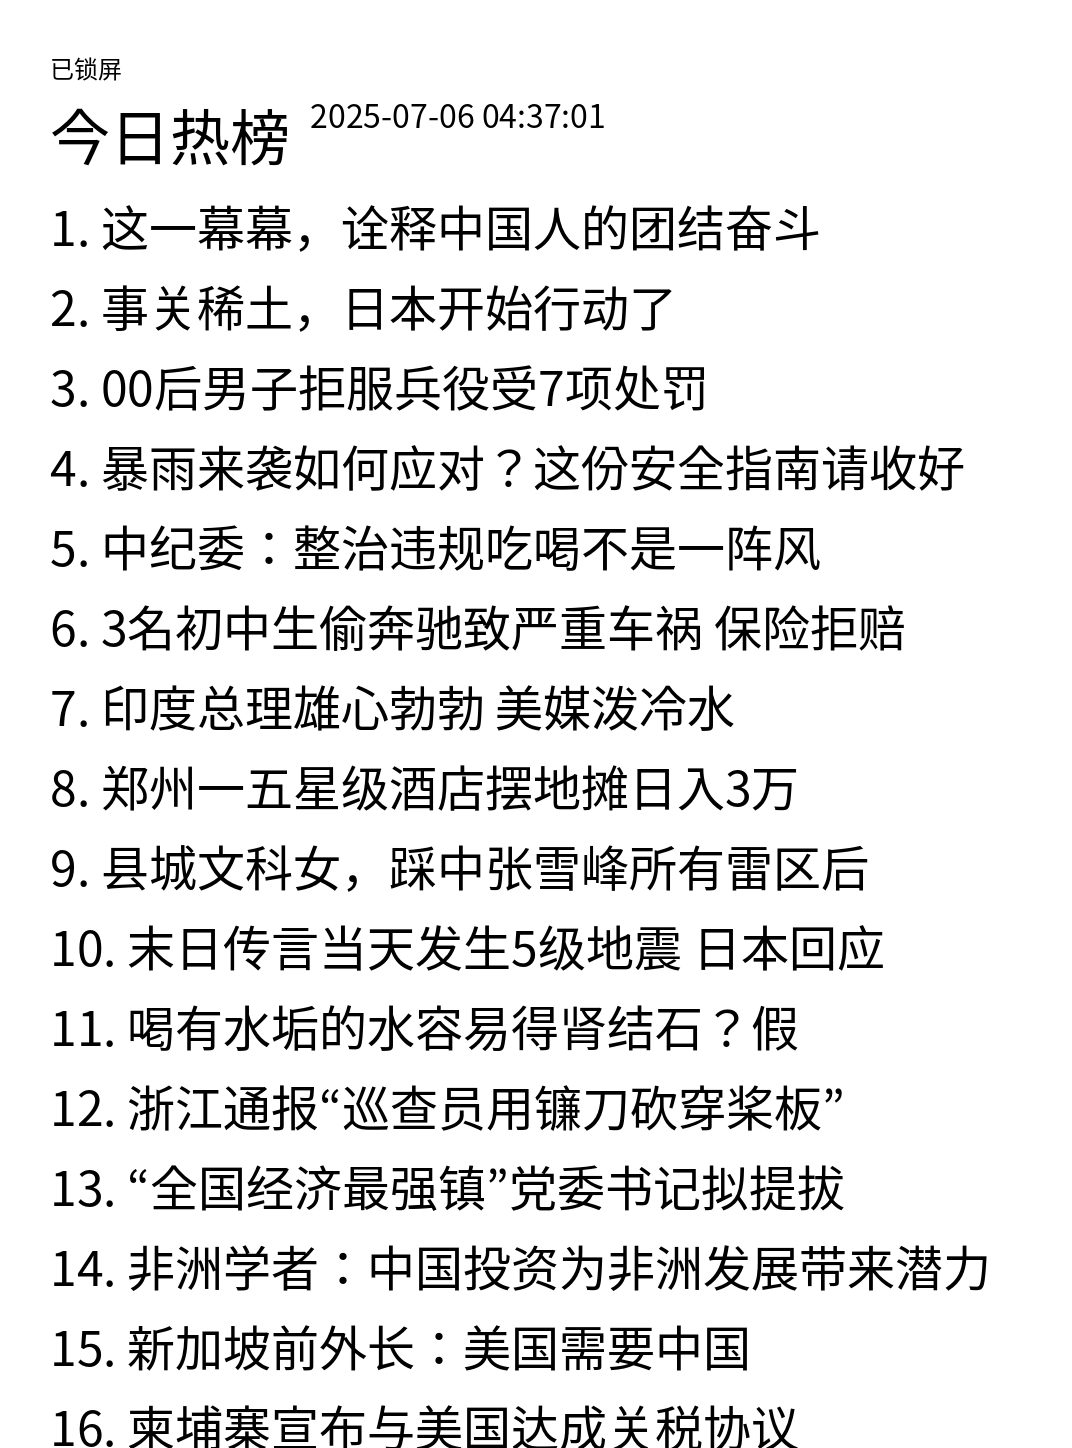 已锁屏
今日热榜 2025-07-06 04:37:01
1. 这一幕幕，诠释中国人的团结奋斗
2. 事关稀土，日本开始行动了
3. 00后男子拒服兵役受7项处罚
4. 暴雨来袭如何应对？这份安全指南请收好
5. 中纪委：整治违规吃喝不是一阵风
6. 3名初中生偷奔驰致严重车祸 保险拒赔
7. 印度总理雄心勃勃 美媒泼冷水
8. 郑州一五星级酒店摆地摊日入3万
9. 县城文科女，踩中张雪峰所有雷区后
10. 末日传言当天发生5级地震 日本回应
11. 喝有水垢的水容易得肾结石？假
12. 浙江通报“巡查员用镰刀砍穿桨板”
13. “全国经济最强镇”党委书记拟提拔
14. 非洲学者：中国投资为非洲发展带来潜力
15. 新加坡前外长：美国需要中国
16. 柬埔寨宣布与美国达成关税协议